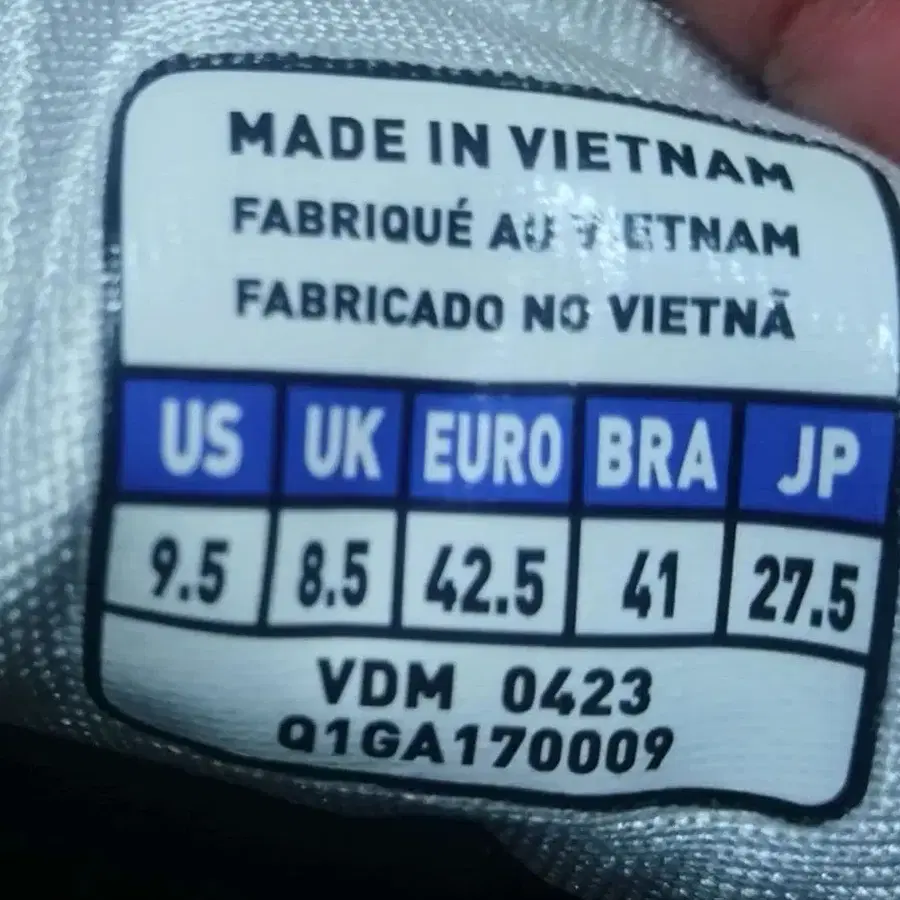 MADE IN VIETNAM
FABRIQUÉ AU VIETNAM
FABRICADO NO VIETNÃ
US UK EURO BRA JP
9.5 8.5 42.5 41 27.5
VDM 0423
Q1GA170009